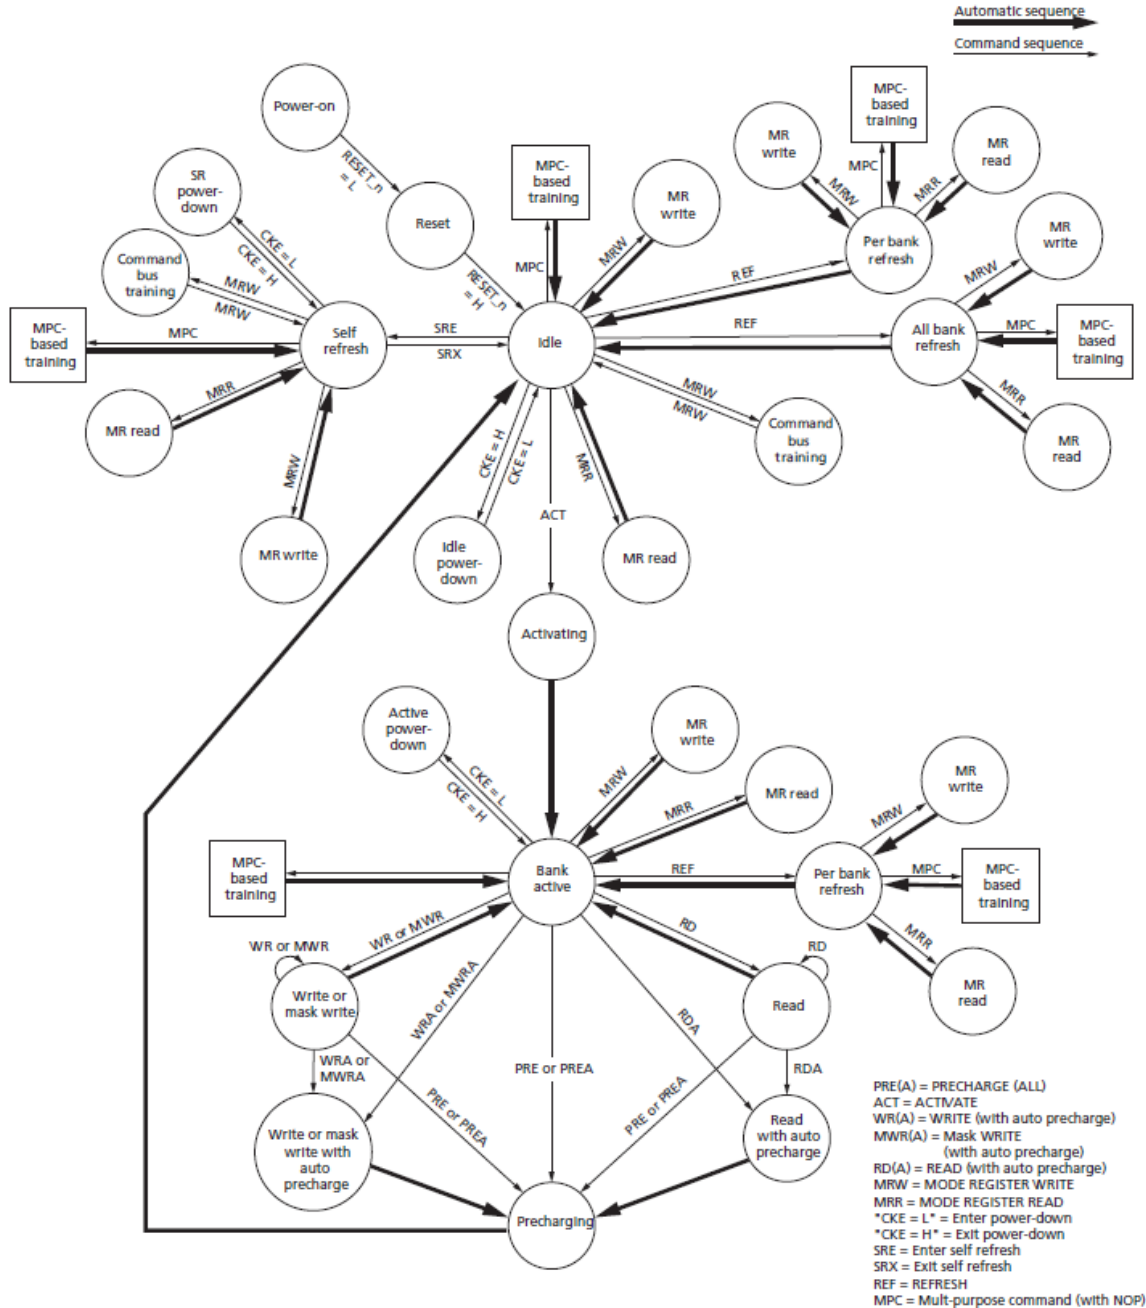 Automatic sequence
Command sequence
Power-on
RESET_n
= L
Reset
RESET_n
= H
SR
power-
down
CKE = L
CKE = H
Command
bus
training
MRW
MRW
MPC-
based
training
MPC
Self
refresh
SRE
SRX
MRR
MR read
MRW
MR write
MPC-
based
training
MPC
MR
write
MRW
Idle
MR
write
MRW
MPC-
based
training
MPC
MR
read
MRR
Per bank
refresh
REF
REF
All bank
refresh
MR
write
MRW
MPC
MPC-
based
training
MRR
MR
read
MRW
MRW
Command
bus
training
CKE = H
CKE = L
Idle
power-
down
ACT
MRR
MR read
Activating
Active
power-
down
CKE = L
CKE = H
MR
write
MRW
MR read
MRR
MPC-
based
training
Bank
active
REF
Per bank
refresh
MR
write
MRW
MPC
MPC-
based
training
MRR
MR
read
WR or MWR
WR or MWR
Write or
mask write
WRA or MWRA
RD
RD
Read
RDA
WRA or
MWRA
PRE or PREA
PRE or PREA
PRE or PREA
RDA
Write or mask
write with
auto
precharge
Read
with auto
precharge
Precharging
PRE(A) = PRECHARGE (ALL)
ACT = ACTIVATE
WR(A) = WRITE (with auto precharge)
MWR(A) = Mask WRITE
(with auto precharge)
RD(A) = READ (with auto precharge)
MRW = MODE REGISTER WRITE
MRR = MODE REGISTER READ
"CKE = L" = Enter power-down
"CKE = H" = Exit power-down
SRE = Enter self refresh
SRX = Exit self refresh
REF = REFRESH
MPC = Mult-purpose command (with NOP)